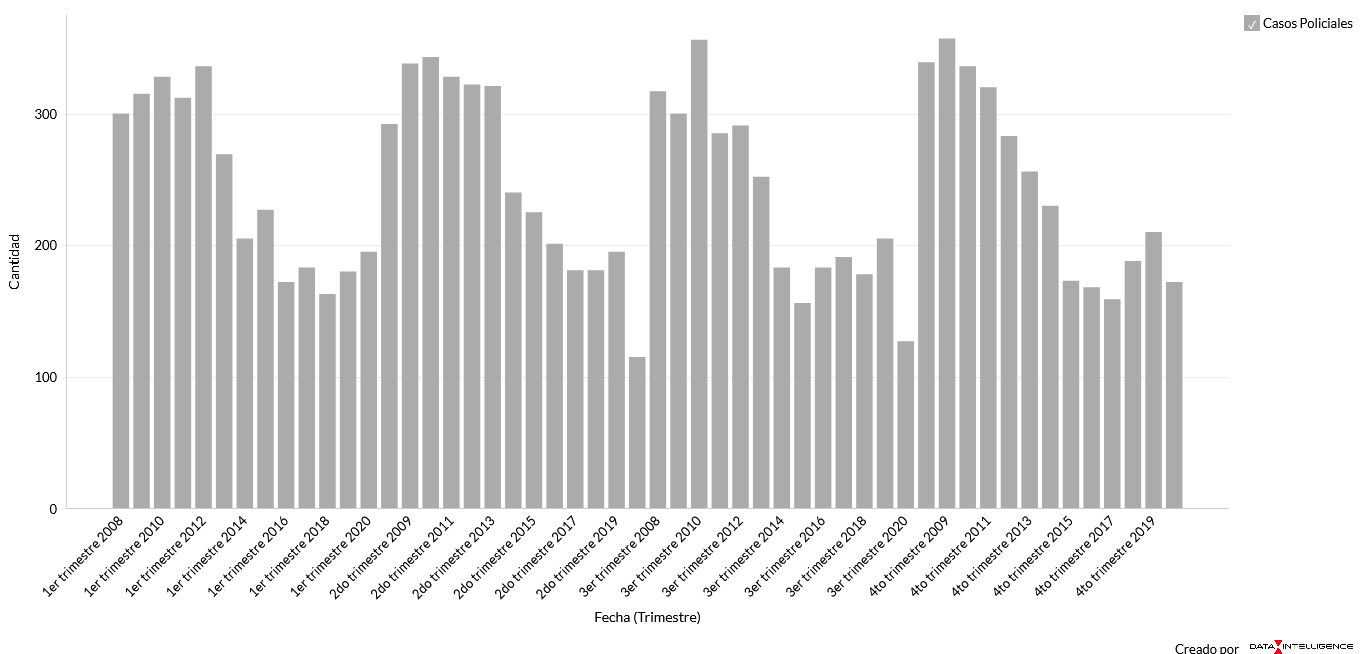 Casos Policiales
300
200
100
0
Cantidad
1er trimestre 2008
1er trimestre 2010
1er trimestre 2012
1er trimestre 2014
1er trimestre 2016
1er trimestre 2018
1er trimestre 2020
2do trimestre 2009
2do trimestre 2011
2do trimestre 2013
2do trimestre 2015
2do trimestre 2017
2do trimestre 2019
3er trimestre 2008
3er trimestre 2010
3er trimestre 2012
3er trimestre 2014
3er trimestre 2016
3er trimestre 2018
3er trimestre 2020
4to trimestre 2009
4to trimestre 2011
4to trimestre 2013
4to trimestre 2015
4to trimestre 2017
4to trimestre 2019
Fecha (Trimestre)
Creado por DATA INTELLIGENCE